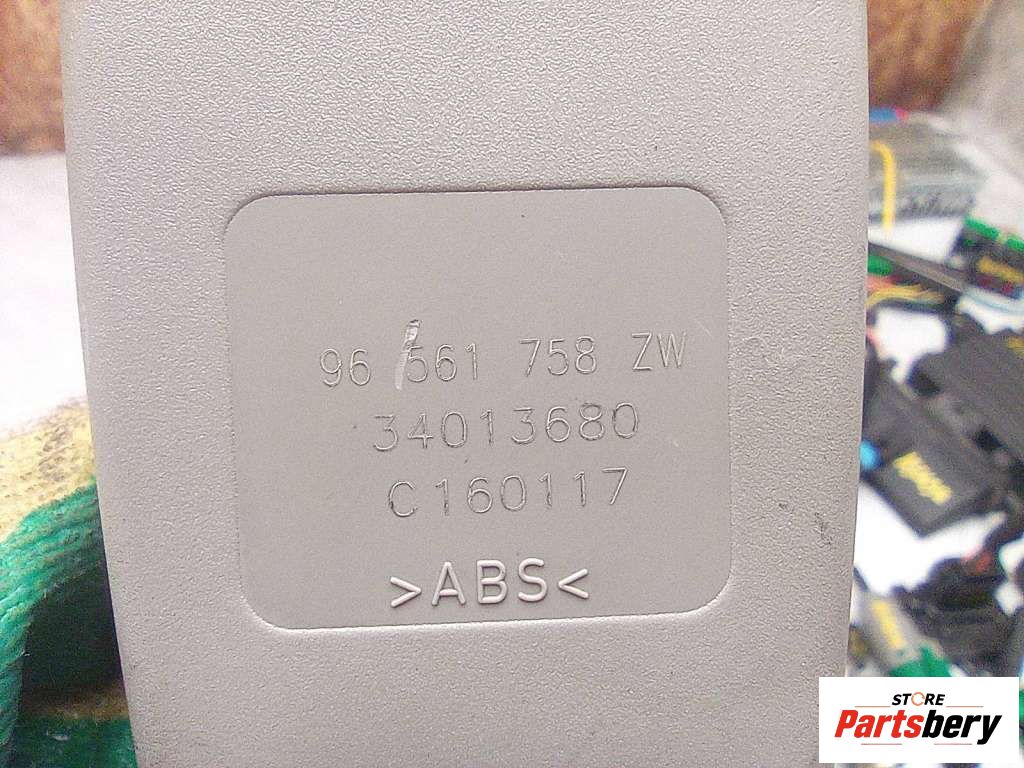 96 561 758 ZW
34013680
C160117
>ABS<
STORE
Partsbery